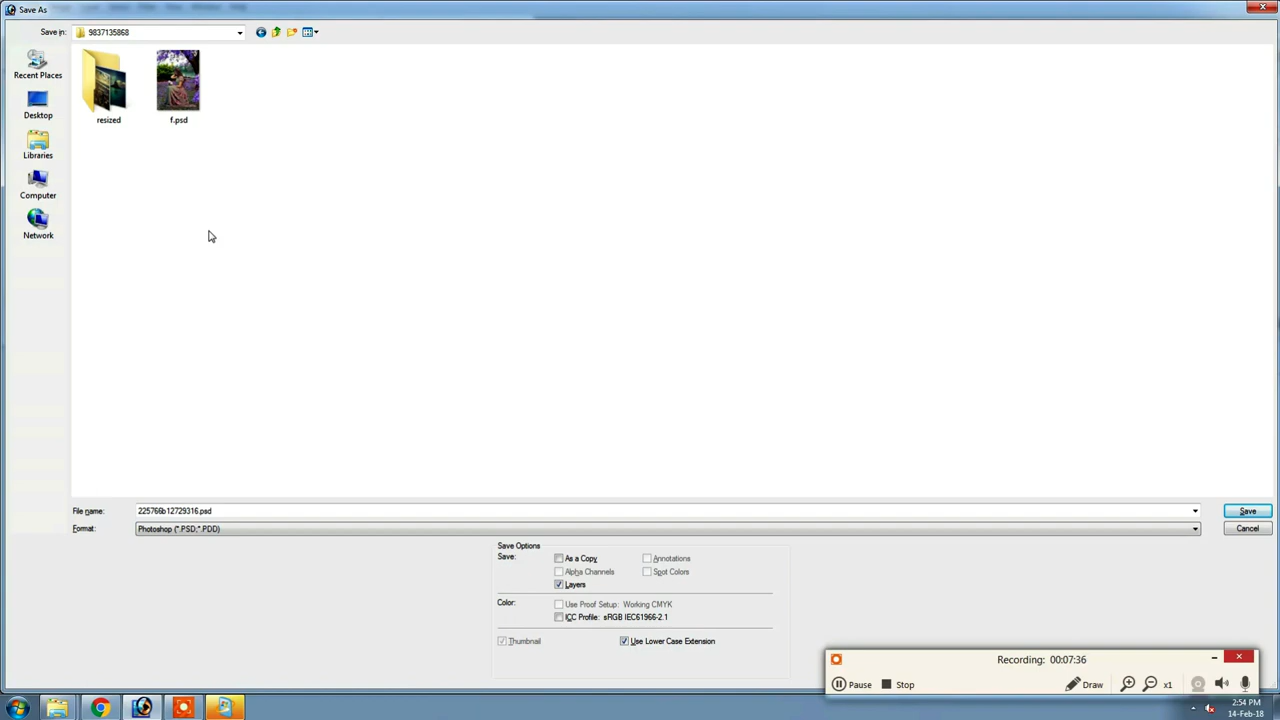 Save As
Save in:
9837135868
Recent Places
Desktop
Libraries
Computer
Network
resized
f.psd
File name:
225766b12729316.psd
Save
Format:
Photoshop (*.PSD;*.PDD)
Cancel
Save Options
Save:
As a Copy
Annotations
Alpha Channels
Spot Colors
Layers
Color:
Use Proof Setup: Working CMYK
ICC Profile: sRGB IEC61966-2.1
Thumbnail
Use Lower Case Extension
Recording: 00:07:36
Pause
Stop
Draw
x1
2:54 PM
14-Feb-18